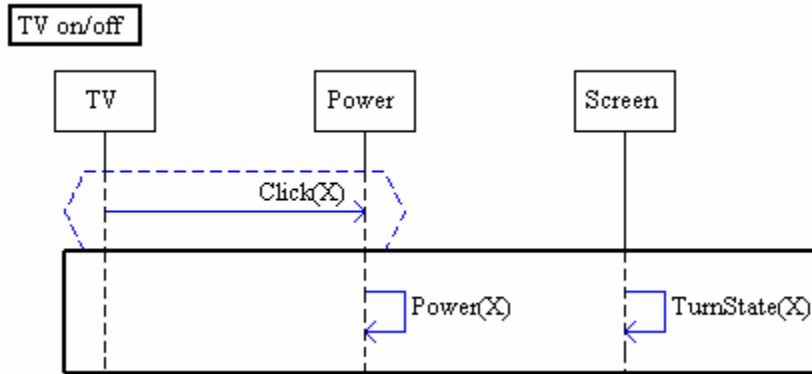 TV on/off
TV
Power
Screen
Click(X)
Power(X)
TurnState(X)